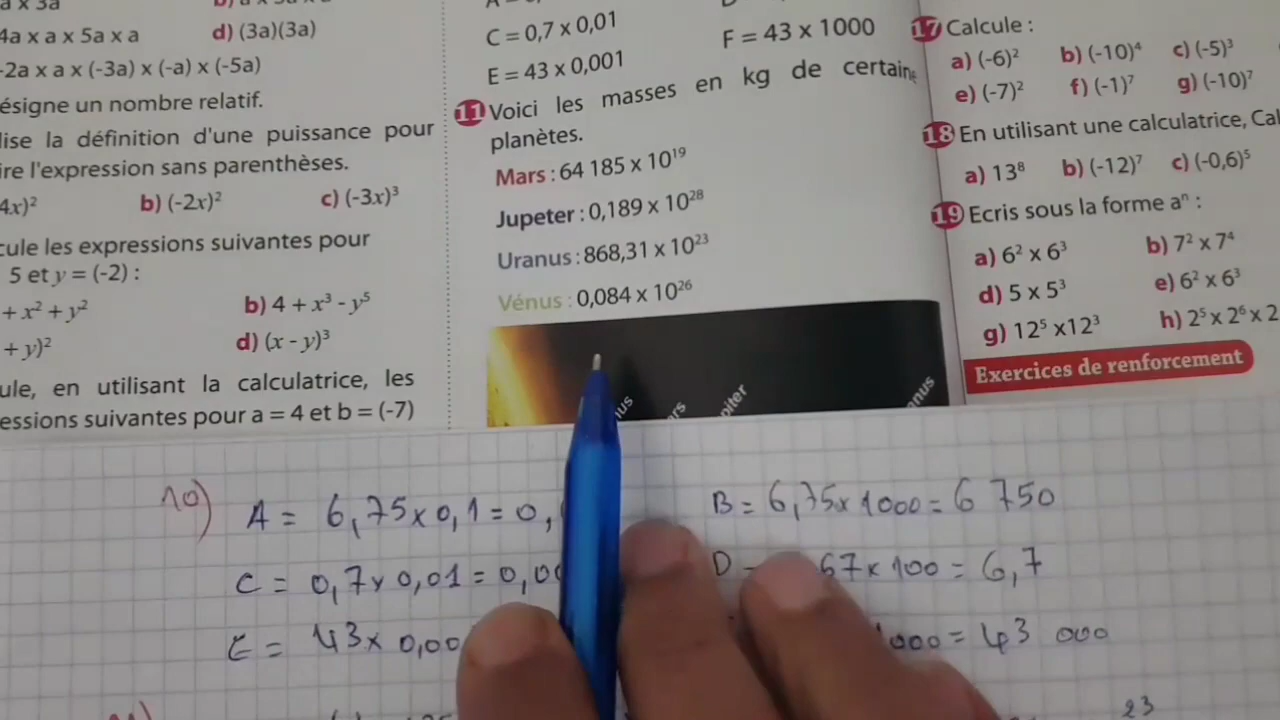 a x 3a
4a x a x 5a x a
d) (3a)(3a)
-2a x a x (-3a) x (-a) x (-5a)
ésigne un nombre relatif.
lise la définition d'une puissance pour
ire l'expression sans parenthèses.
4x)²
b) (-2x)²
c) (-3x)³
cule les expressions suivantes pour
5 et y = (-2) :
+ x² + y²
b) 4 + x³ - y⁵
+ y)²
d) (x - y)³
ule, en utilisant la calculatrice, les
essions suivantes pour a = 4 et b = (-7)
C = 0,7 x 0,01
F = 43 x 1000
E = 43 x 0,001
11 Voici les masses en kg de certaine
planètes.
Mars : 64 185 x 10¹⁹
Jupeter : 0,189 x 10²⁸
Uranus : 868,31 x 10²³
Vénus : 0,084 x 10²⁶
17 Calcule :
a) (-6)²
b) (-10)⁴
c) (-5)³
e) (-7)²
f) (-1)⁷
g) (-10)⁷
18 En utilisant une calculatrice, Cal
a) 13⁸
b) (-12)⁷
c) (-0,6)⁵
19 Ecris sous la forme aⁿ :
a) 6² x 6³
b) 7² x 7⁴
d) 5 x 5³
e) 6² x 6³
g) 12⁵ x12³
h) 2⁵ x 2⁶ x 2
Exercices de renforcement
10)
A = 6,75 x 0,1 = 0,
B = 6,75 x 1000 = 6 750
C = 0,7 x 0,01 = 0,00
D = 67 x 100 = 6,7
E = 43 x 0,00
000 = 43 000
23